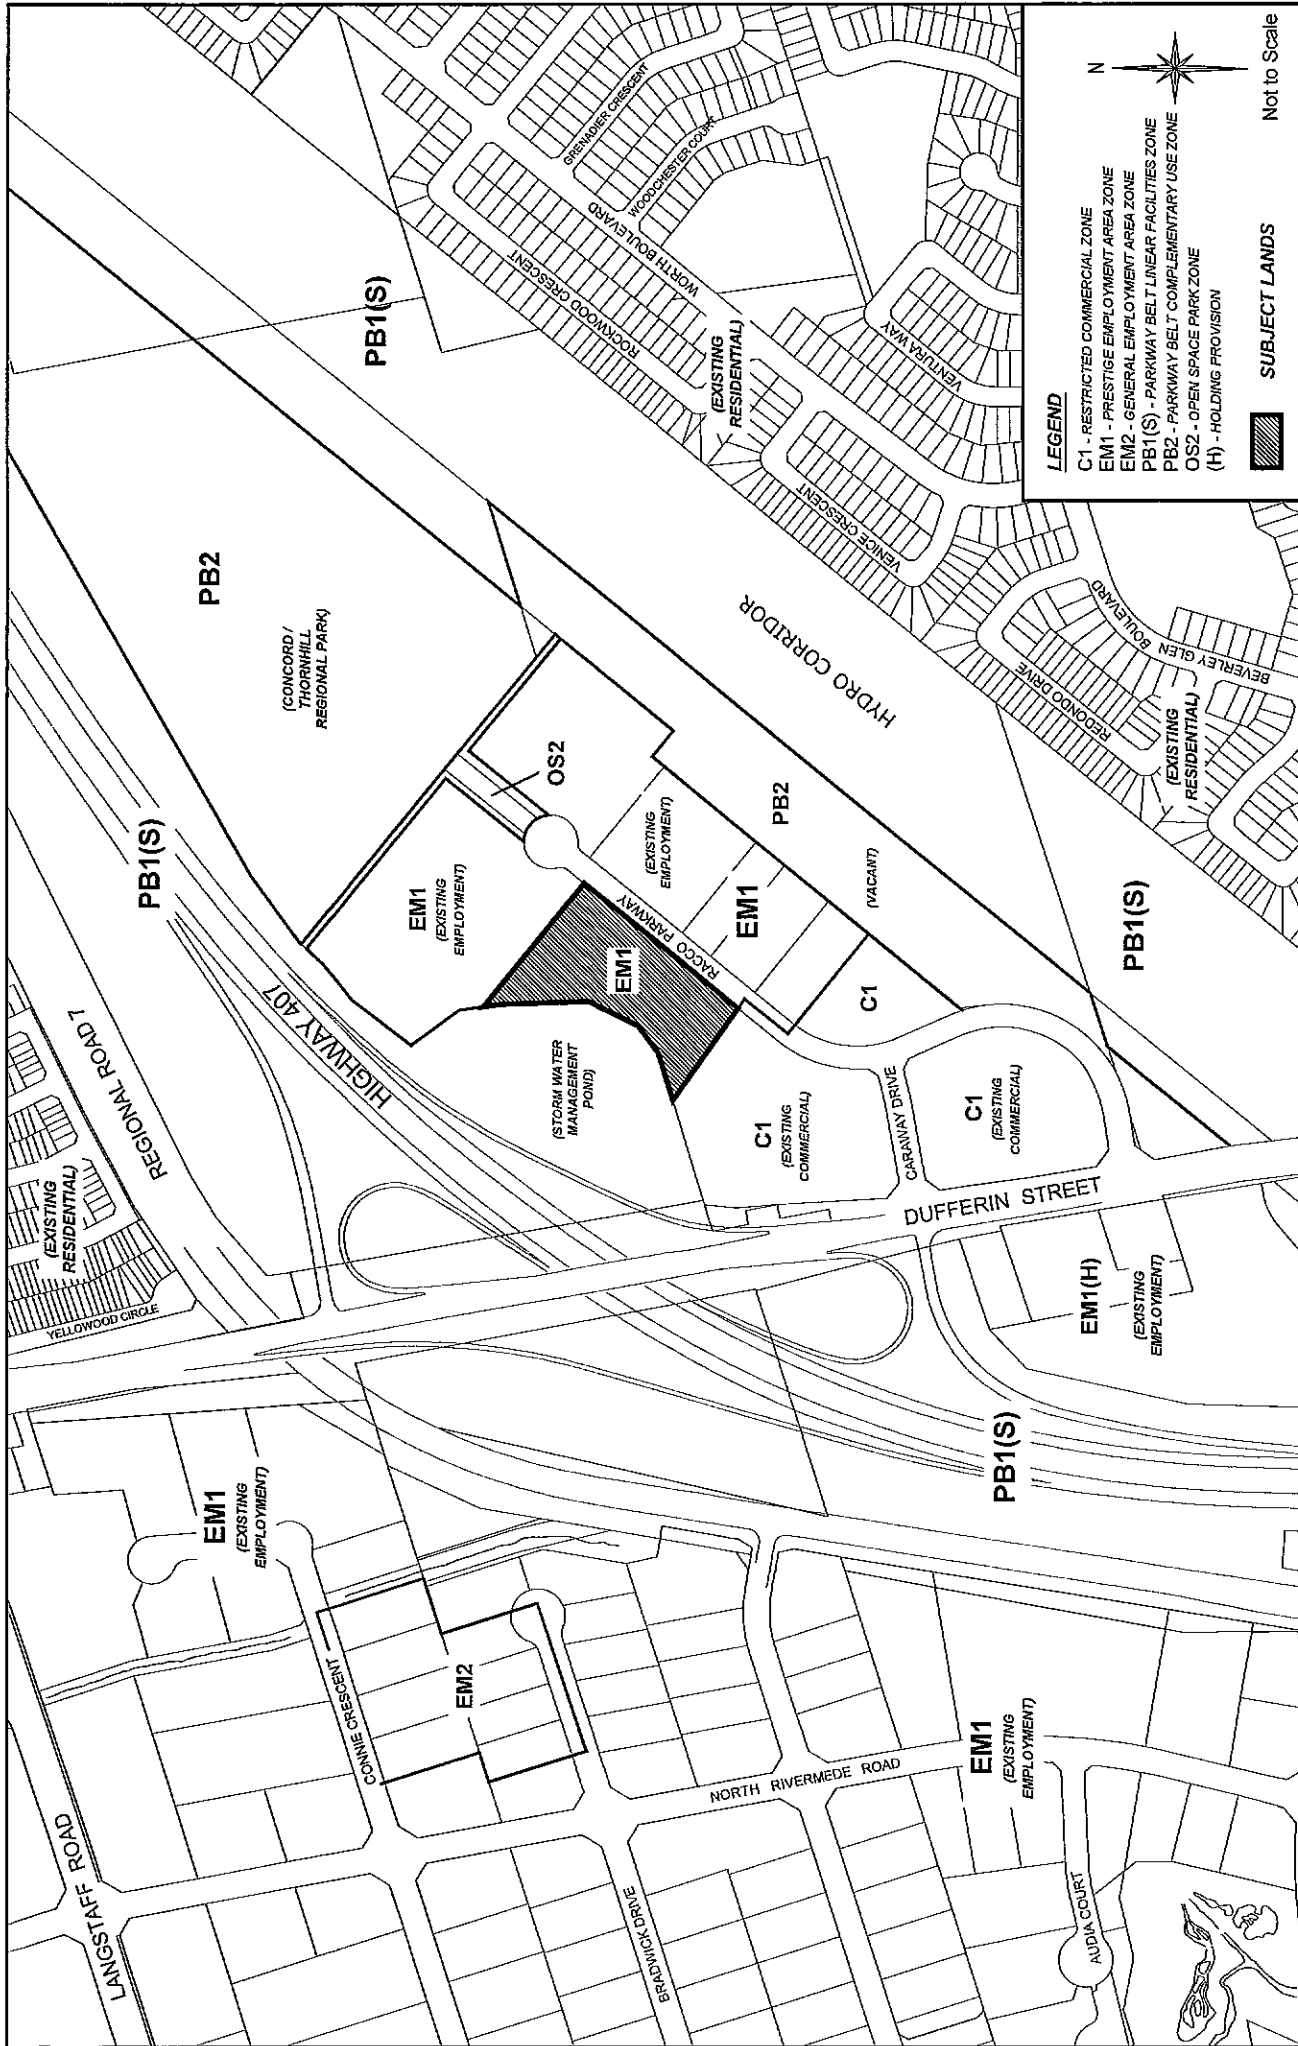 LANGSTAFF ROAD
CONNIE CRESCENT
EM1
(EXISTING
EMPLOYMENT)
EM2
BRADWICK DRIVE
NORTH RIVERMEDE ROAD
EM1
(EXISTING
EMPLOYMENT)
AUDIA COURT
YELLOWOOD CIRCLE
(EXISTING
RESIDENTIAL)
REGIONAL ROAD 7
HIGHWAY 407
PB1(S)
PB1(S)
EM1(H)
(EXISTING
EMPLOYMENT)
DUFFERIN STREET
CARAWAY DRIVE
C1
(EXISTING
COMMERCIAL)
C1
(EXISTING
COMMERCIAL)
(STORM WATER
MANAGEMENT
POND)
EM1
(EXISTING
EMPLOYMENT)
EM1
RACCO PARKWAY
C1
EM1
(EXISTING
EMPLOYMENT)
OS2
PB2
(CONCORD /
THORNHILL
REGIONAL PARK)
PB2
(VACANT)
HYDRO CORRIDOR
PB1(S)
PB1(S)
GRENADIER CRESCENT
WOODCHESTER COURT
WORTH BOULEVARD
ROCKWOOD CRESCENT
(EXISTING
RESIDENTIAL)
VENTURA WAY
VENICE CRESCENT
REDONDO DRIVE
BEVERLEY GLEN BOULEVARD
(EXISTING
RESIDENTIAL)
LEGEND
C1 - RESTRICTED COMMERCIAL ZONE
EM1 - PRESTIGE EMPLOYMENT AREA ZONE
EM2 - GENERAL EMPLOYMENT AREA ZONE
PB1(S) - PARKWAY BELT LINEAR FACILITIES ZONE
PB2 - PARKWAY BELT COMPLEMENTARY USE ZONE
OS2 - OPEN SPACE PARK ZONE
(H) - HOLDING PROVISION
SUBJECT LANDS
N
Not to Scale